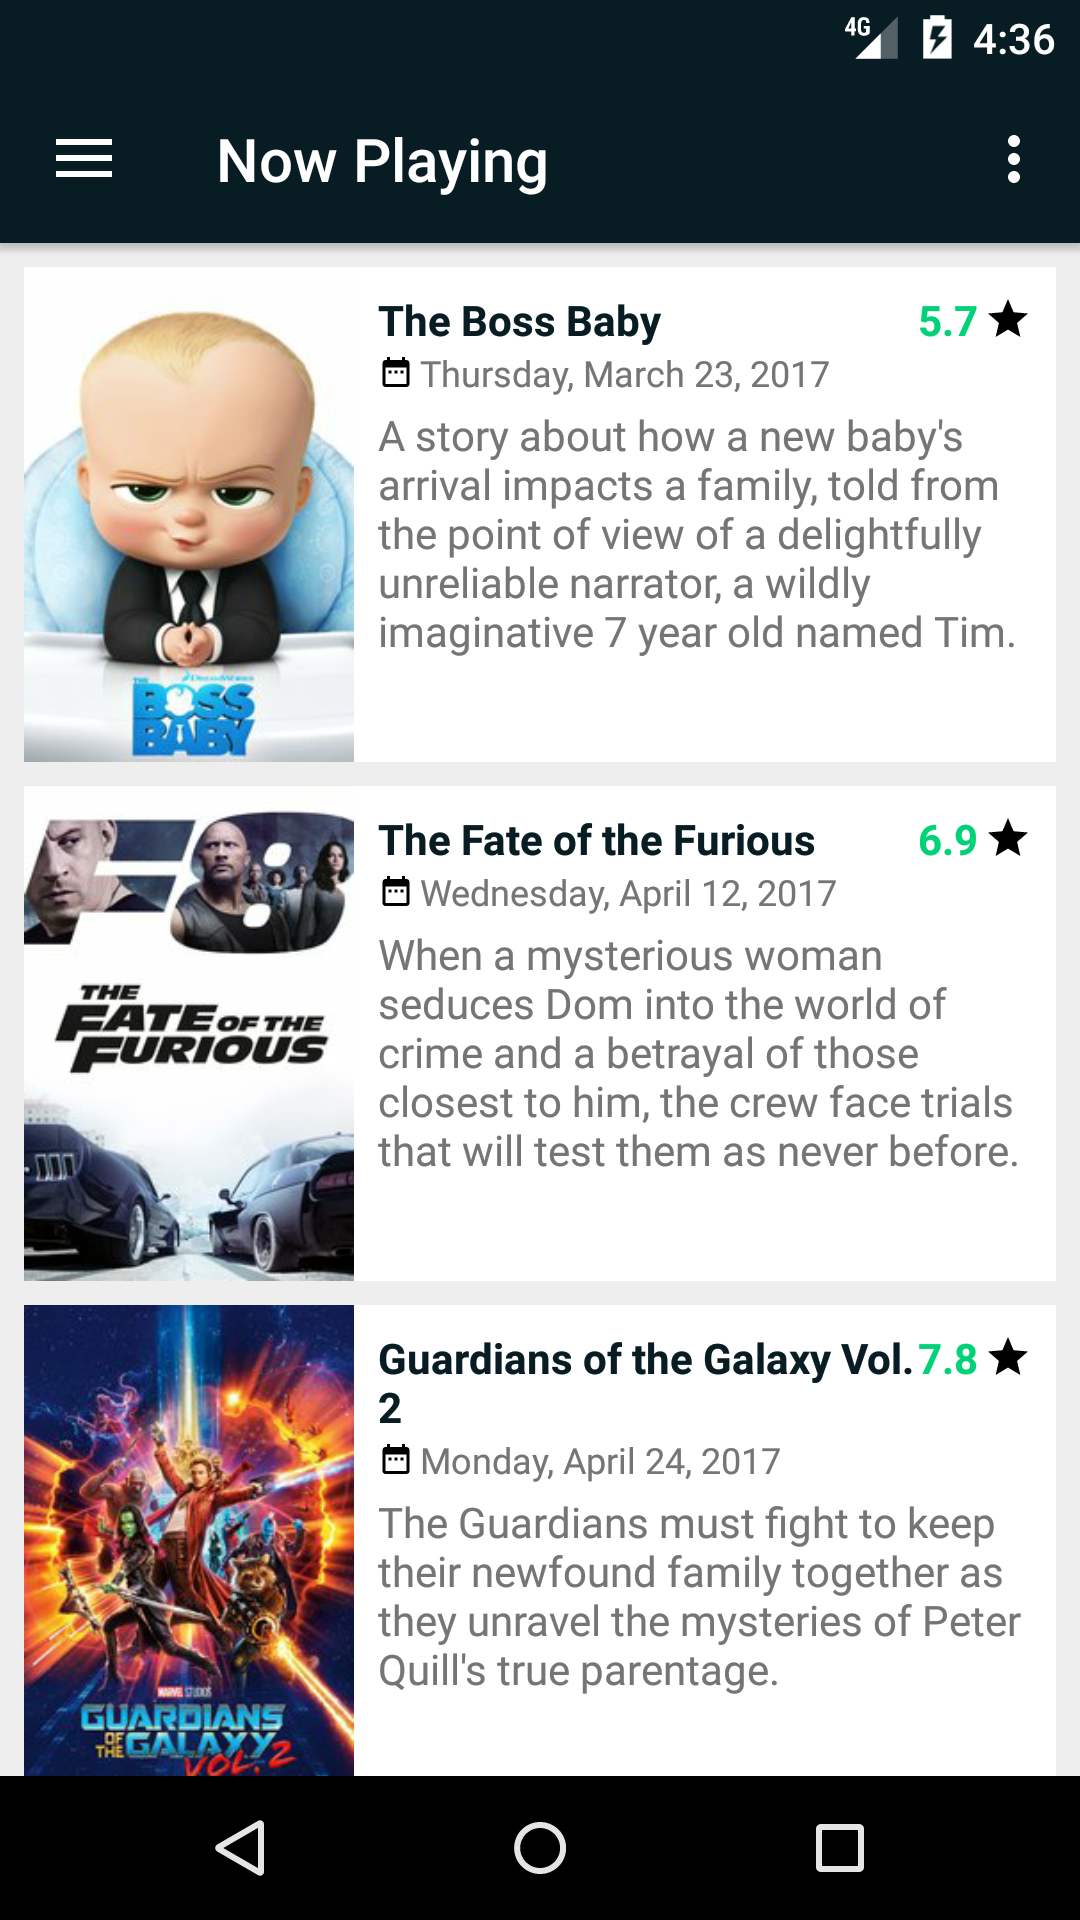 4G 4:36
Now Playing
The Boss Baby 5.7
Thursday, March 23, 2017
A story about how a new baby's
arrival impacts a family, told from
the point of view of a delightfully
unreliable narrator, a wildly
imaginative 7 year old named Tim.
THE
BOSS
BABY
F8
The Fate of the Furious 6.9
Wednesday, April 12, 2017
When a mysterious woman
seduces Dom into the world of
crime and a betrayal of those
closest to him, the crew face trials
that will test them as never before.
THE
FATE OF THE
FURIOUS
Guardians of the Galaxy Vol. 7.8
2
Monday, April 24, 2017
The Guardians must fight to keep
their newfound family together as
they unravel the mysteries of Peter
Quill's true parentage.
MARVEL STUDIOS
GUARDIANS
OF THE GALAXY
VOL. 2